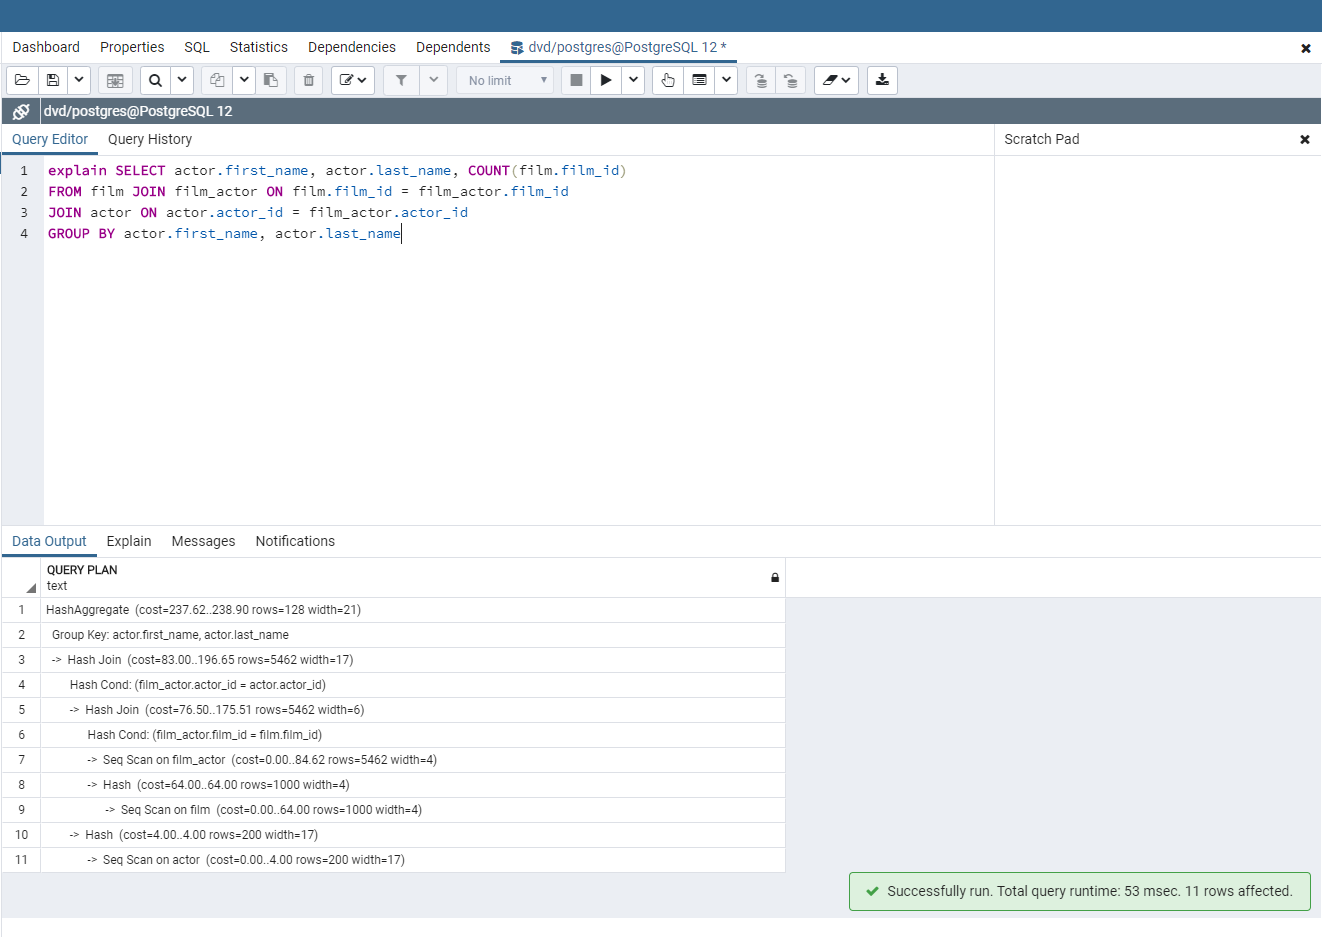 Dashboard Properties SQL Statistics Dependencies Dependents dvd/postgres@PostgreSQL 12 *
No limit
dvd/postgres@PostgreSQL 12
Query Editor Query History Scratch Pad
1 explain SELECT actor.first_name, actor.last_name, COUNT(film.film_id)
2 FROM film JOIN film_actor ON film.film_id = film_actor.film_id
3 JOIN actor ON actor.actor_id = film_actor.actor_id
4 GROUP BY actor.first_name, actor.last_name
Data Output Explain Messages Notifications
QUERY PLAN
text
1 HashAggregate (cost=237.62..238.90 rows=128 width=21)
2 Group Key: actor.first_name, actor.last_name
3 -> Hash Join (cost=83.00..196.65 rows=5462 width=17)
4 Hash Cond: (film_actor.actor_id = actor.actor_id)
5 -> Hash Join (cost=76.50..175.51 rows=5462 width=6)
6 Hash Cond: (film_actor.film_id = film.film_id)
7 -> Seq Scan on film_actor (cost=0.00..84.62 rows=5462 width=4)
8 -> Hash (cost=64.00..64.00 rows=1000 width=4)
9 -> Seq Scan on film (cost=0.00..64.00 rows=1000 width=4)
10 -> Hash (cost=4.00..4.00 rows=200 width=17)
11 -> Seq Scan on actor (cost=0.00..4.00 rows=200 width=17)
Successfully run. Total query runtime: 53 msec. 11 rows affected.